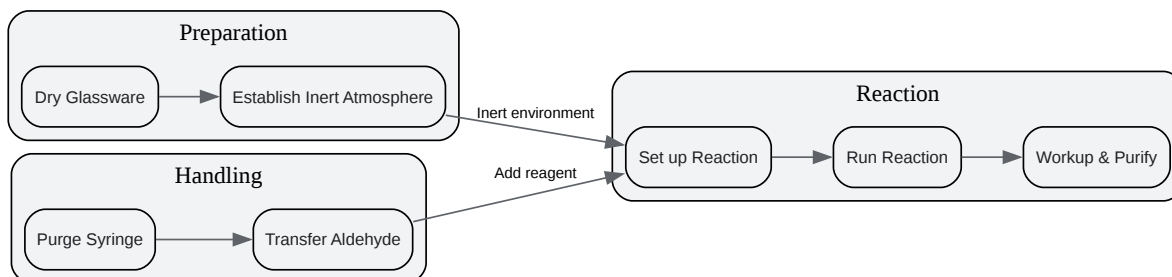 Preparation
Dry Glassware
Establish Inert Atmosphere
Inert environment
Handling
Purge Syringe
Transfer Aldehyde
Add reagent
Reaction
Set up Reaction
Run Reaction
Workup & Purify